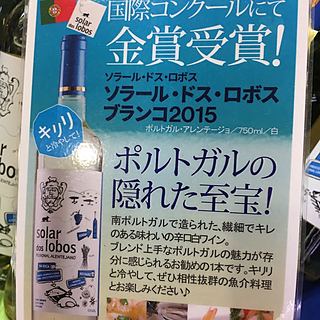 国際コンクールにて
solar
dos lobos
金賞受賞!
ソラール・ドス・ロボス
ソラール・ドス・ロボス
ブランコ2015
ポルトガル・アレンテージョ/750ml/白
キリリ
と冷やして!
ポルトガルの
隠れた至宝!
solar
dos lobos
REGIONAL ALENTEJANO
南ポルトガルで造られた、繊細でキレ
のある味わいの辛口白ワイン。
ブレンド上手なポルトガルの魅力が存
分に感じられるお勧めの1本です。キリリ
と冷やして、ぜひ相性抜群の魚介料理
とお楽しみください♪